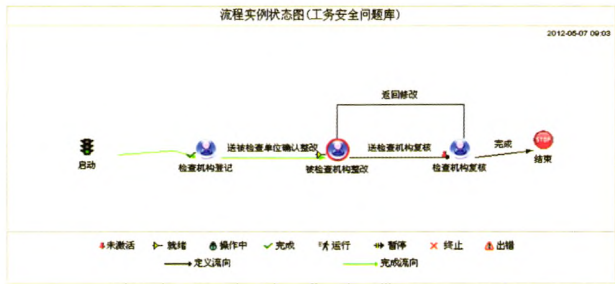 流程实例状态图(工务安全问题库)
2012-06-07 09:03
返回修改
送被检查单位确认整改
送检查机构复核
完成
STOP
启动
检查机构登记
被检查机构整改
检查机构复核
结束
未激活 就绪 操作中 完成 运行 暂停 终止 出错
定义流向 完成流向